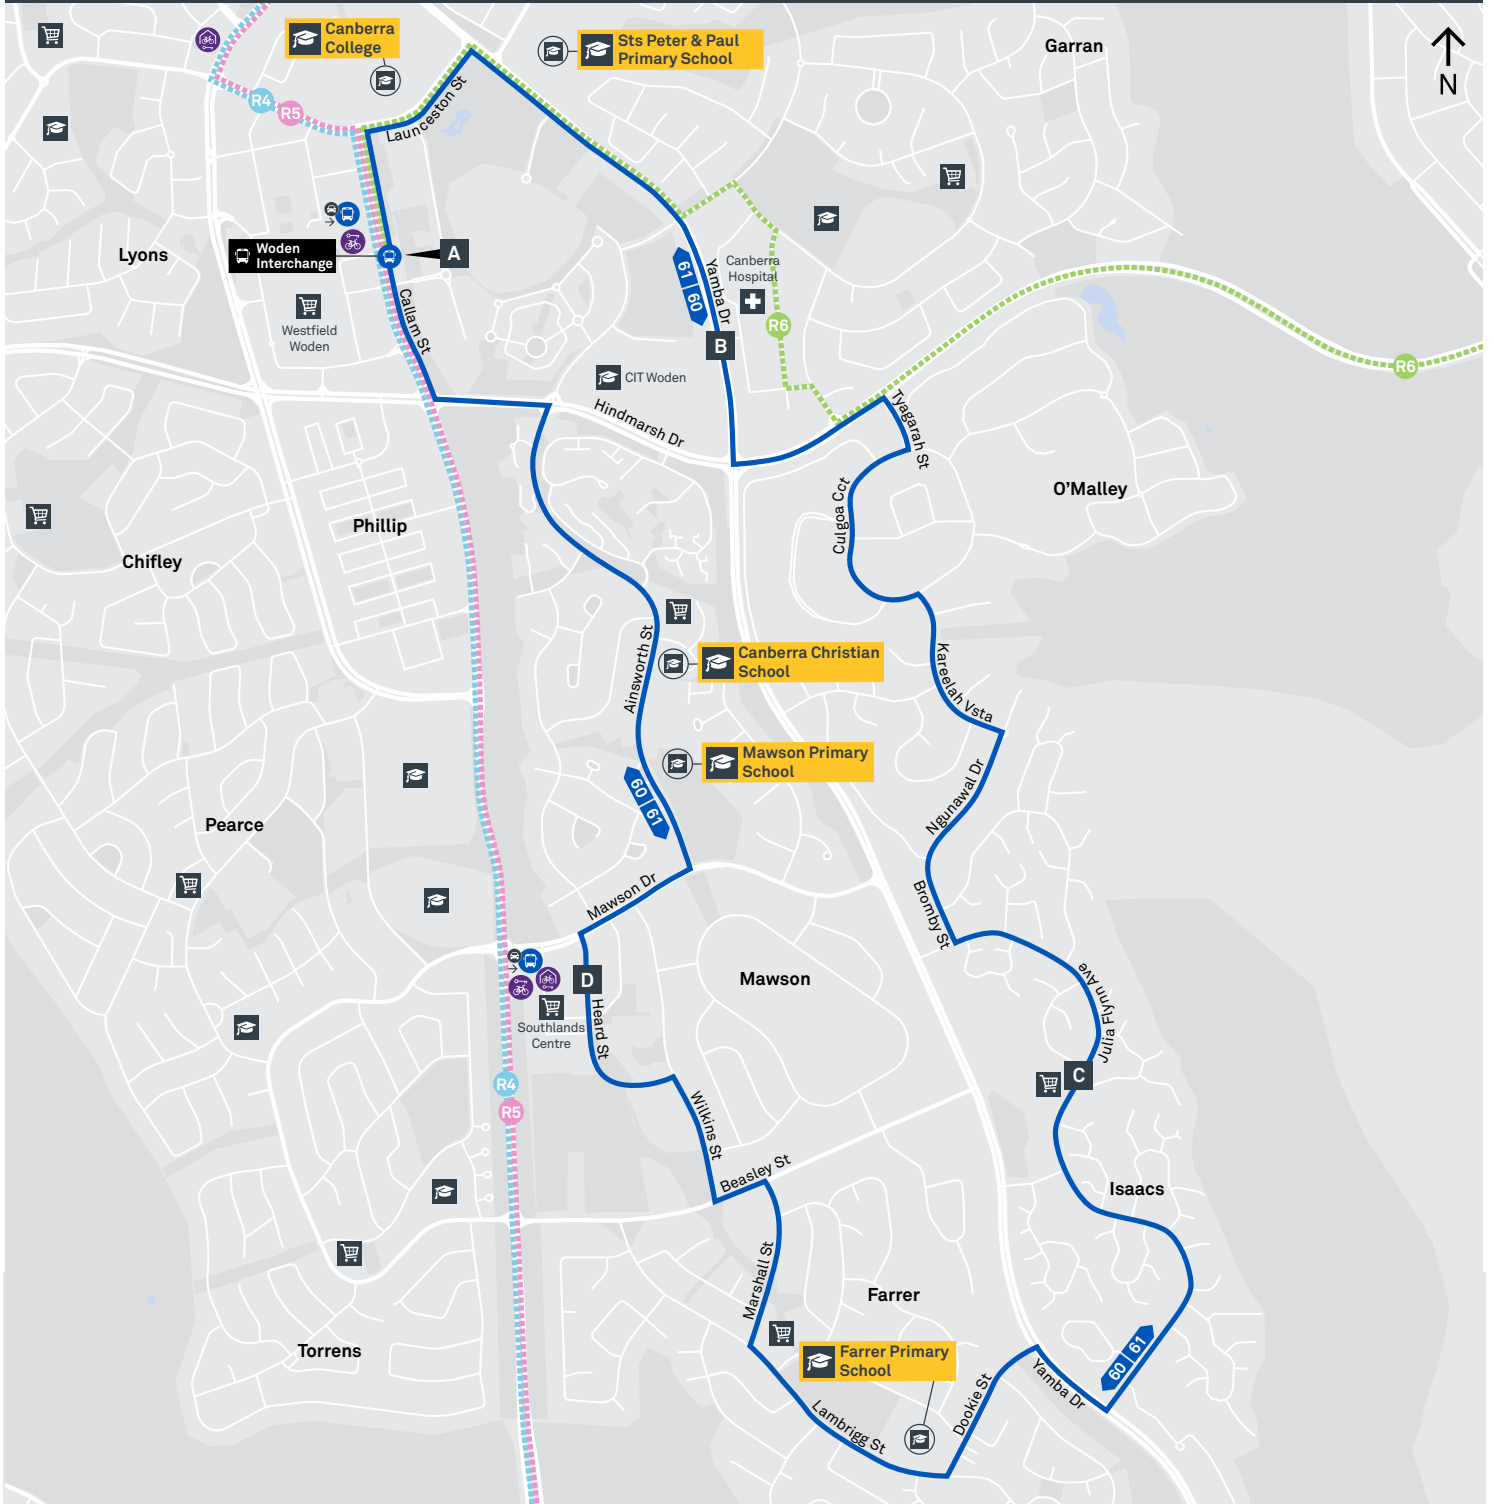 Canberra
College
Sts Peter & Paul
Primary School
Garran
N
R4
R5
Launceston St
Lyons
Woden
Interchange
A
Westfield
Woden
Callam St
61 | 60
Yamba Dr
Canberra
Hospital
B
R6
R6
CIT Woden
Hindmarsh Dr
Tyagarah St
O'Malley
Culgoa Cct
Phillip
Chifley
Ainsworth St
Canberra Christian
School
Kareelah Vsta
Mawson Primary
School
Ngunawal Dr
60 | 61
Pearce
Mawson Dr
Bromby St
D
Mawson
Julia Flynn Ave
Southlands
Centre
Heard St
C
R4
R5
Wilkins St
Beasley St
Isaacs
Marshall St
Farrer
Torrens
Farrer Primary
School
60 | 61
Yamba Dr
Dookie St
Lambrigg St